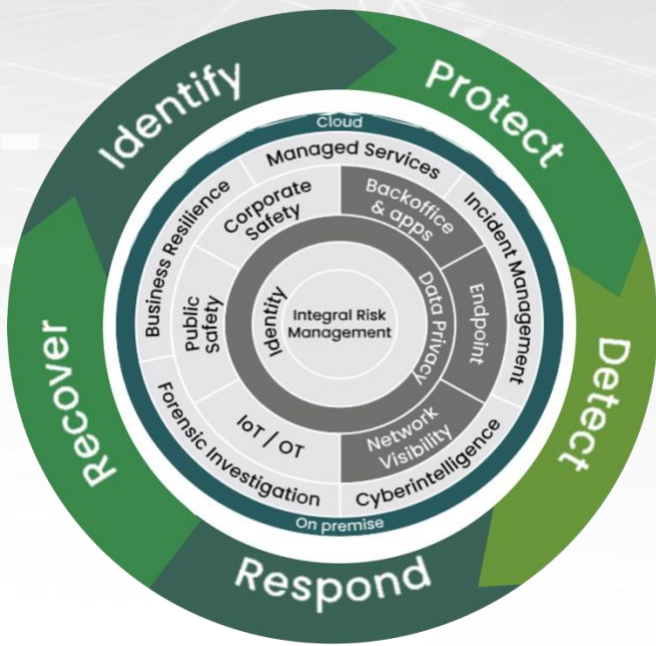 Identify
Protect
Detect
Respond
Recover
Cloud
Managed Services
Incident Management
Cyberintelligence
Forensic Investigation
Business Resilience
On premise
Corporate
Safety
Backoffice
& apps
Endpoint
Network
Visibility
IoT / OT
Public
Safety
Data Privacy
Identity
Integral Risk
Management